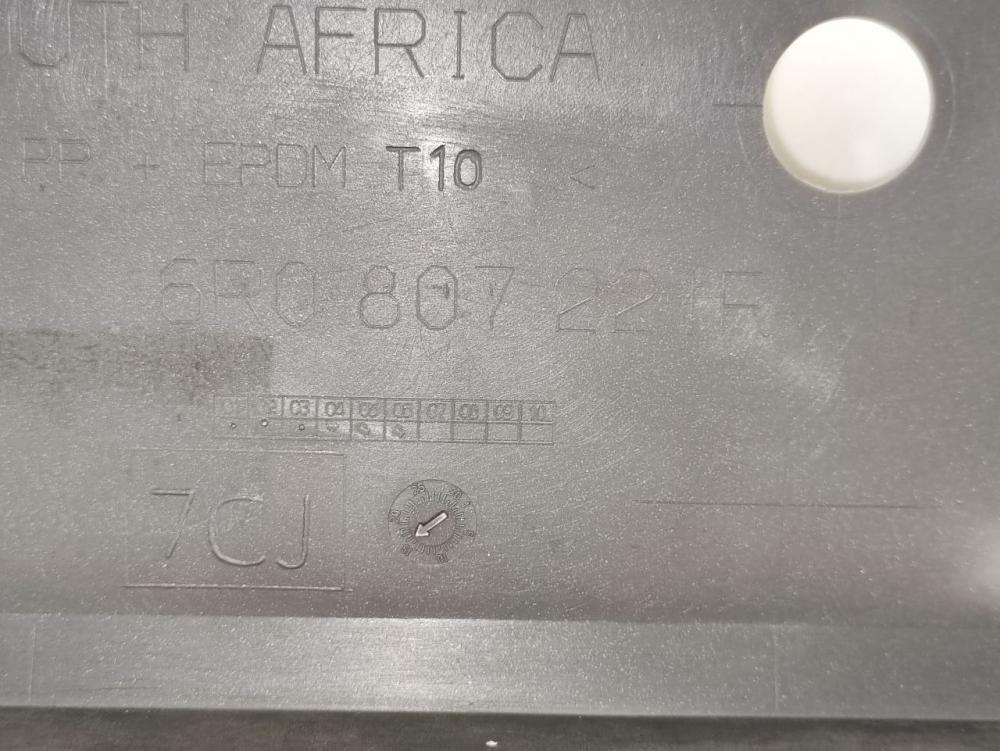 UTH AFRICA
PP + EPDM T10 <
6R0 807 221 R
01 02 03 04 05 06 07 08 09 10
7CJ